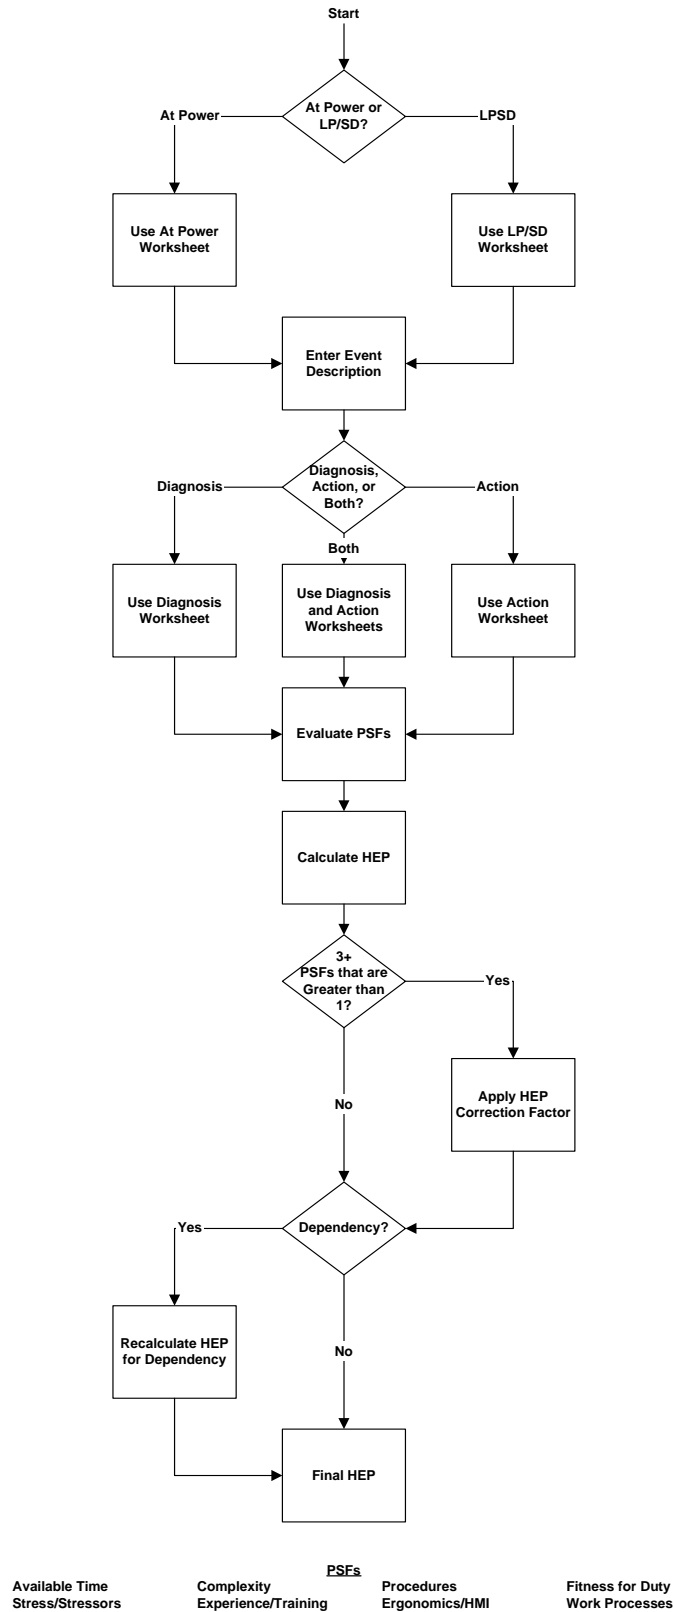 Start
At Power or
LP/SD?
At Power
LPSD
Use At Power
Worksheet
Use LP/SD
Worksheet
Enter Event
Description
Diagnosis,
Action, or
Both?
Diagnosis
Action
Both
Use Diagnosis
Worksheet
Use Diagnosis
and Action
Worksheets
Use Action
Worksheet
Evaluate PSFs
Calculate HEP
3+
PSFs that are
Greater than
1?
Yes
No
Apply HEP
Correction Factor
Dependency?
Yes
No
Recalculate HEP
for Dependency
Final HEP
PSFs
Available Time Complexity Procedures Fitness for Duty
Stress/Stressors Experience/Training Ergonomics/HMI Work Processes